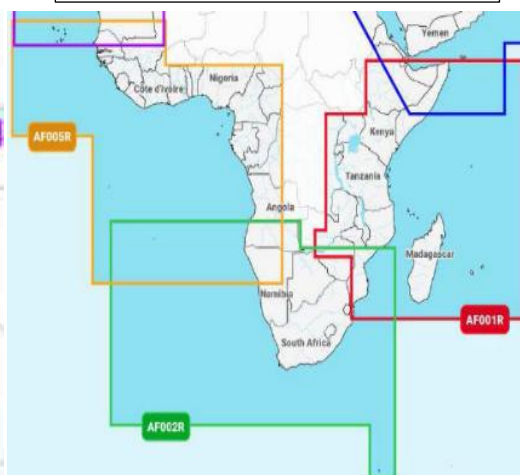 Yemen
Nigeria
Côte d'Ivoire
Kenya
AF005R
Tanzania
Angola
Madagascar
Namibia
AF001R
South Africa
AF002R